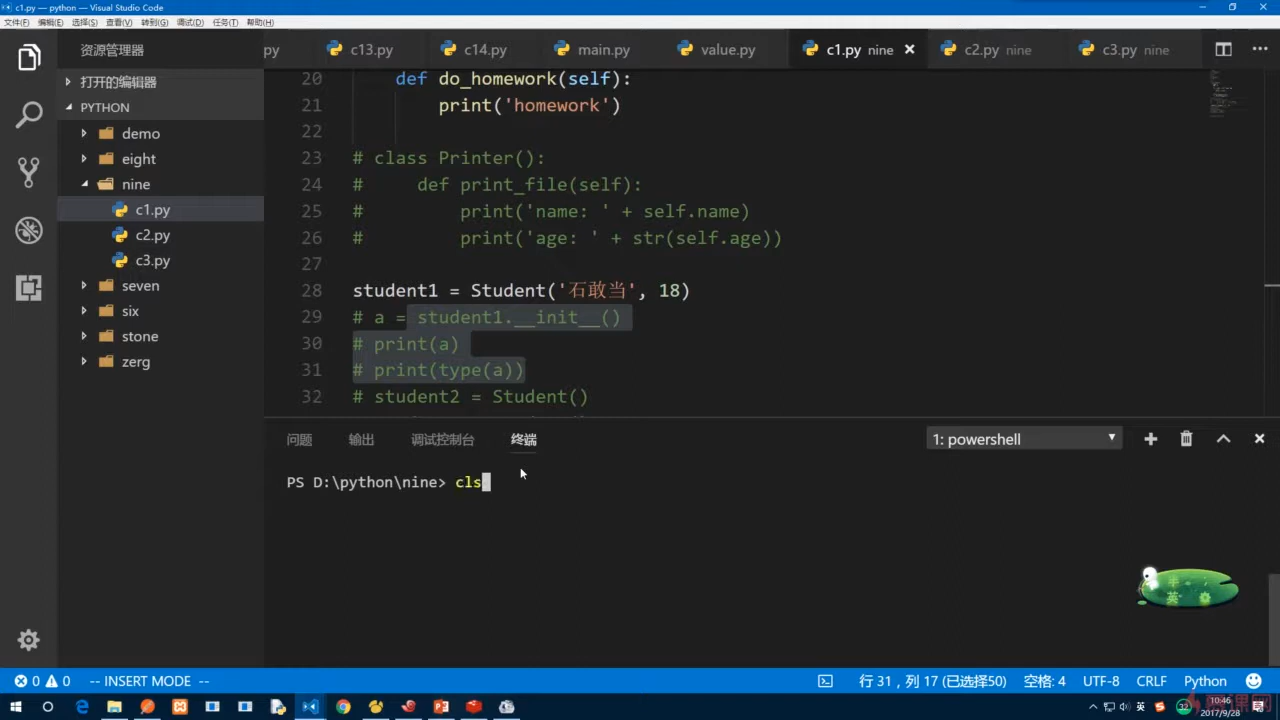 c1.py — python — Visual Studio Code
文件(F) 编辑(E) 选择(S) 查看(V) 转到(G) 调试(D) 任务(T) 帮助(H)
资源管理器
py c13.py c14.py main.py value.py c1.py nine c2.py nine c3.py nine
打开的编辑器
PYTHON
demo
eight
nine
c1.py
c2.py
c3.py
seven
six
stone
zerg
20 def do_homework(self):
21 print('homework')
22
23 # class Printer():
24 # def print_file(self):
25 # print('name: ' + self.name)
26 # print('age: ' + str(self.age))
27
28 student1 = Student('石敢当', 18)
29 # a = student1.__init__()
30 # print(a)
31 # print(type(a))
32 # student2 = Student()
问题 输出 调试控制台 终端 1: powershell
PS D:\python\nine> cls
半
英
0 0 -- INSERT MODE -- 行 31，列 17 (已选择50) 空格: 4 UTF-8 CRLF Python
英 32 10:46
2017/9/28